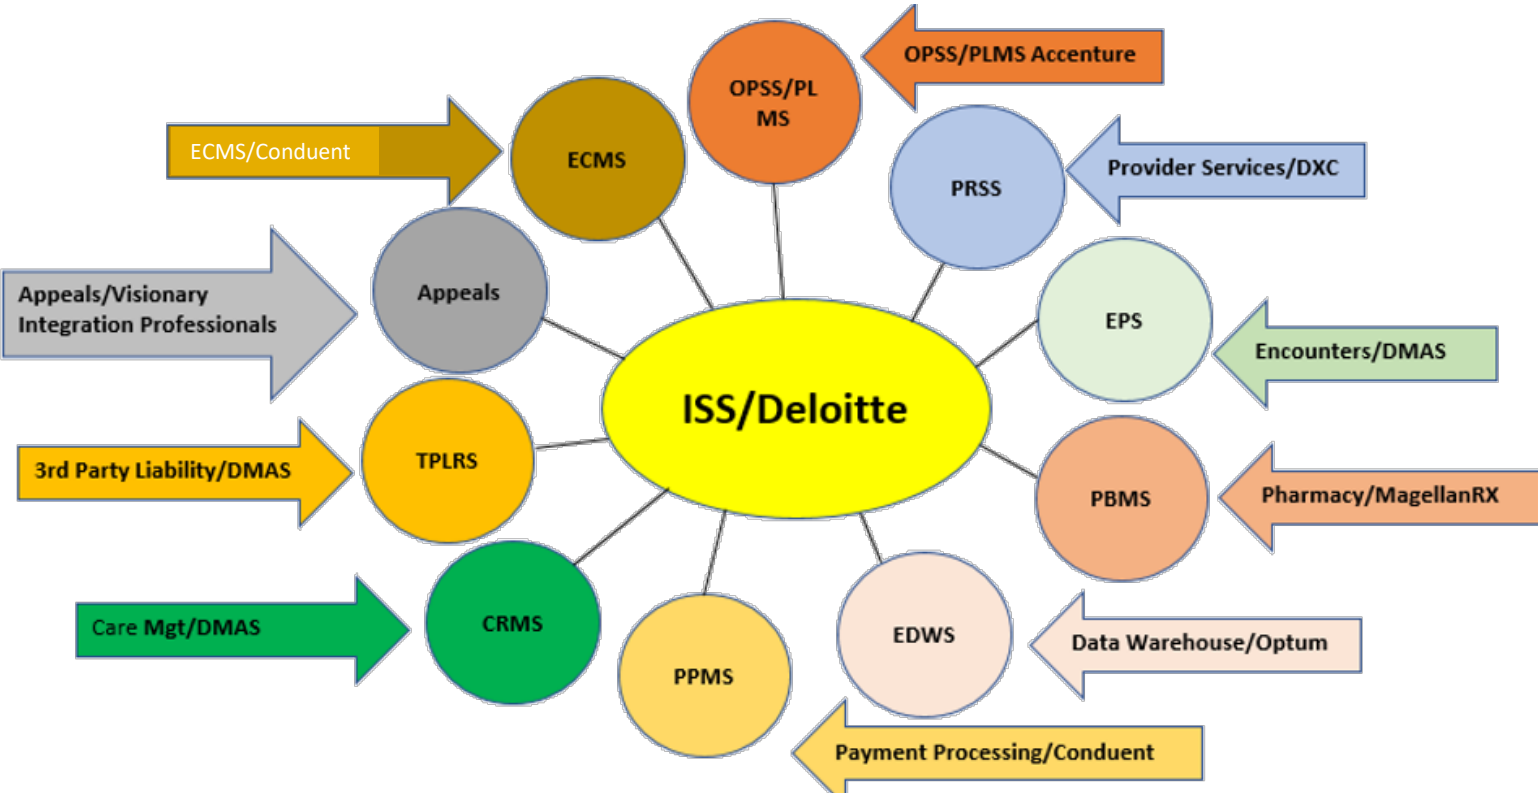 OPSS/PLMS Accenture
OPSS/PL
MS
ECMS/Conduent
ECMS
PRSS
Provider Services/DXC
Appeals/Visionary
Integration Professionals
Appeals
EPS
Encounters/DMAS
ISS/Deloitte
3rd Party Liability/DMAS
TPLRS
PBMS
Pharmacy/MagellanRX
Care Mgt/DMAS
CRMS
PPMS
EDWS
Data Warehouse/Optum
Payment Processing/Conduent